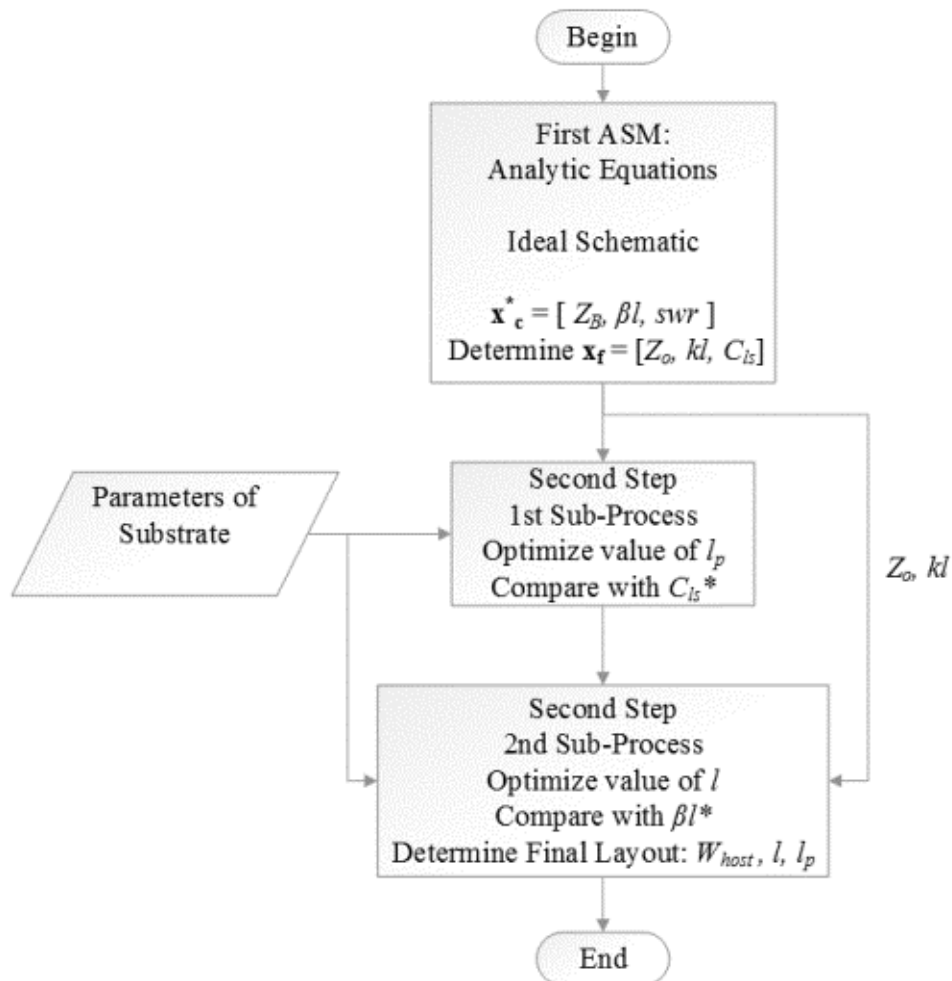 Begin
First ASM:
Analytic Equations
Ideal Schematic
x*c = [ ZB, βl, swr ]
Determine xf = [Zo, kl, Cls]
Parameters of
Substrate
Second Step
1st Sub-Process
Optimize value of lp
Compare with Cls*
Zo, kl
Second Step
2nd Sub-Process
Optimize value of l
Compare with βl*
Determine Final Layout: Whost , l, lp
End